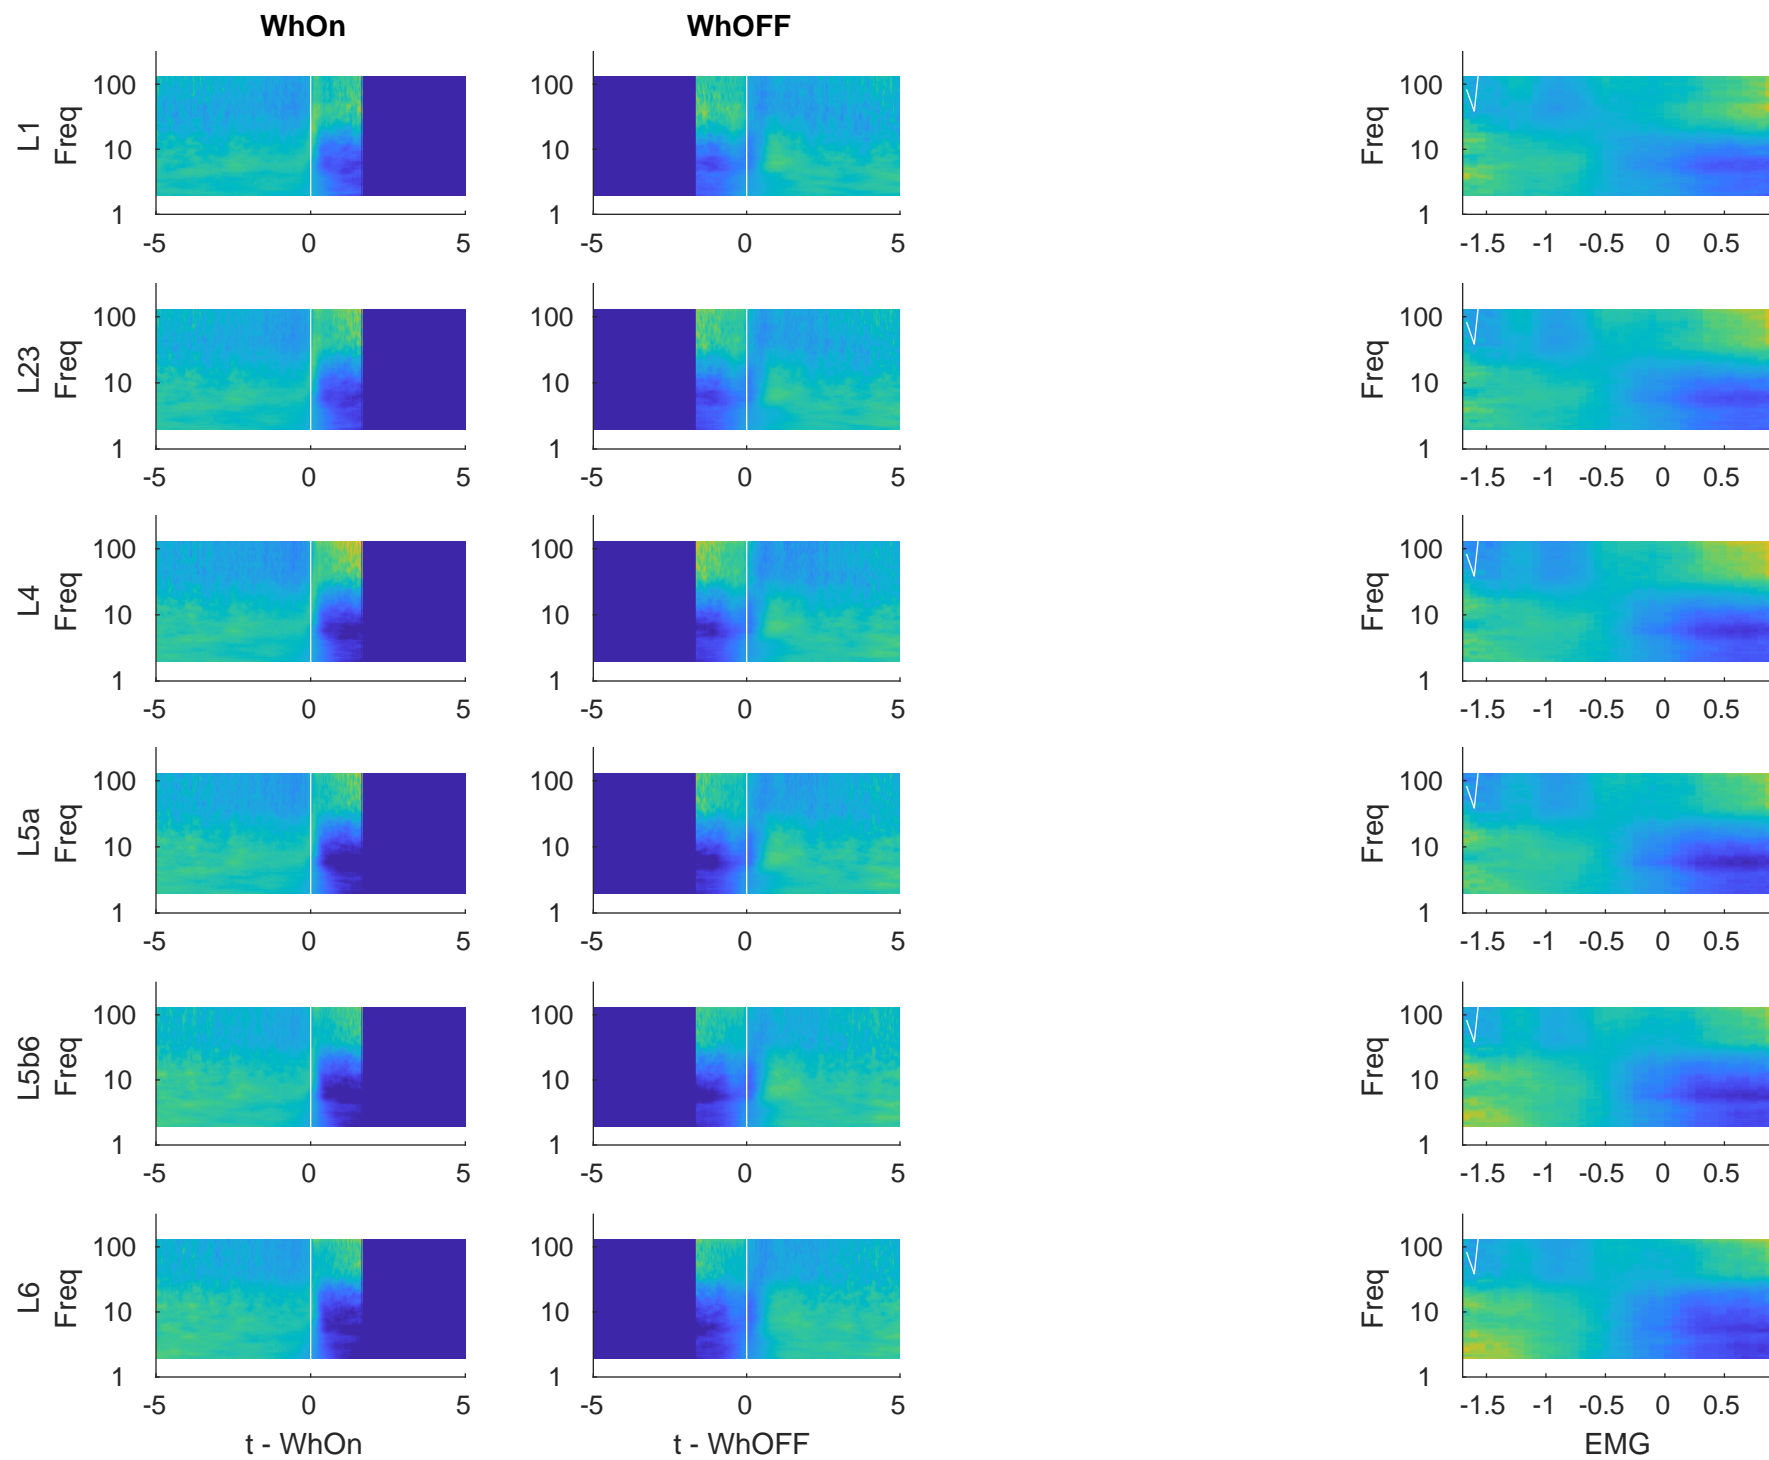 WhOn WhOFF
L1 Freq 100 10 1 -5 0 5
100 10 1 -5 0 5
Freq 100 10 1 -1.5 -1 -0.5 0 0.5
L23 Freq 100 10 1 -5 0 5
100 10 1 -5 0 5
Freq 100 10 1 -1.5 -1 -0.5 0 0.5
L4 Freq 100 10 1 -5 0 5
100 10 1 -5 0 5
Freq 100 10 1 -1.5 -1 -0.5 0 0.5
L5a Freq 100 10 1 -5 0 5
100 10 1 -5 0 5
Freq 100 10 1 -1.5 -1 -0.5 0 0.5
L5b6 Freq 100 10 1 -5 0 5
100 10 1 -5 0 5
Freq 100 10 1 -1.5 -1 -0.5 0 0.5
L6 Freq 100 10 1 -5 0 5
100 10 1 -5 0 5
Freq 100 10 1 -1.5 -1 -0.5 0 0.5
t - WhOn t - WhOFF EMG